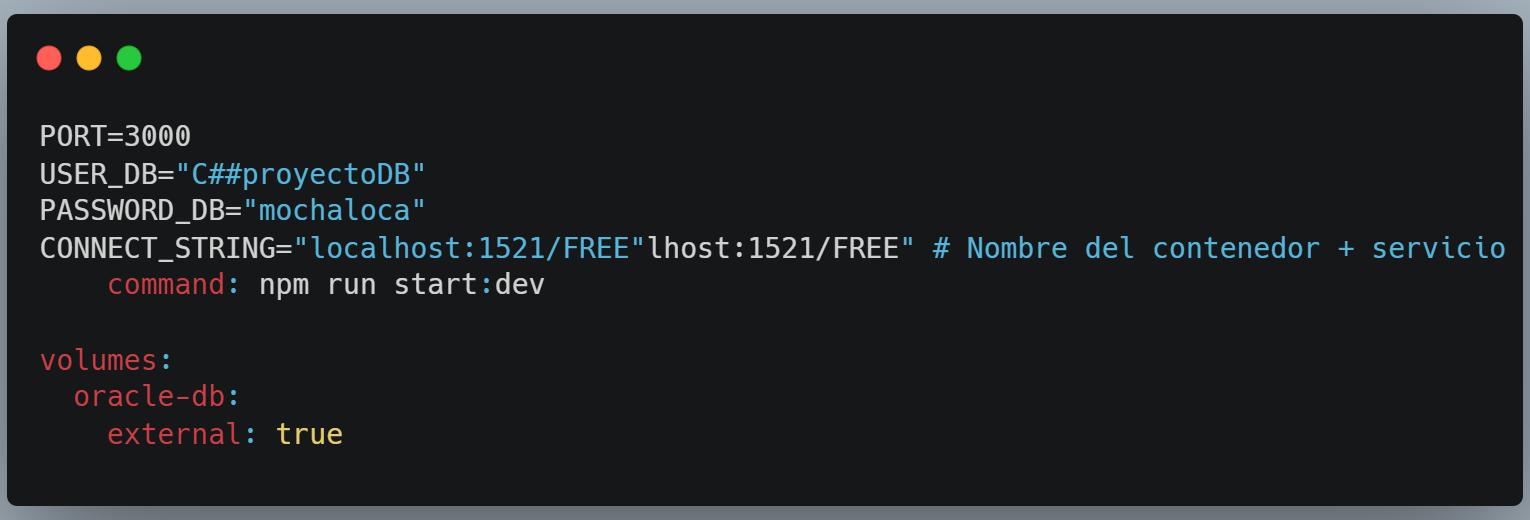 PORT=3000
USER_DB="C##proyectoDB"
PASSWORD_DB="mochaloca"
CONNECT_STRING="localhost:1521/FREE"lhost:1521/FREE" # Nombre del contenedor + servicio
    command: npm run start:dev

volumes:
  oracle-db:
    external: true